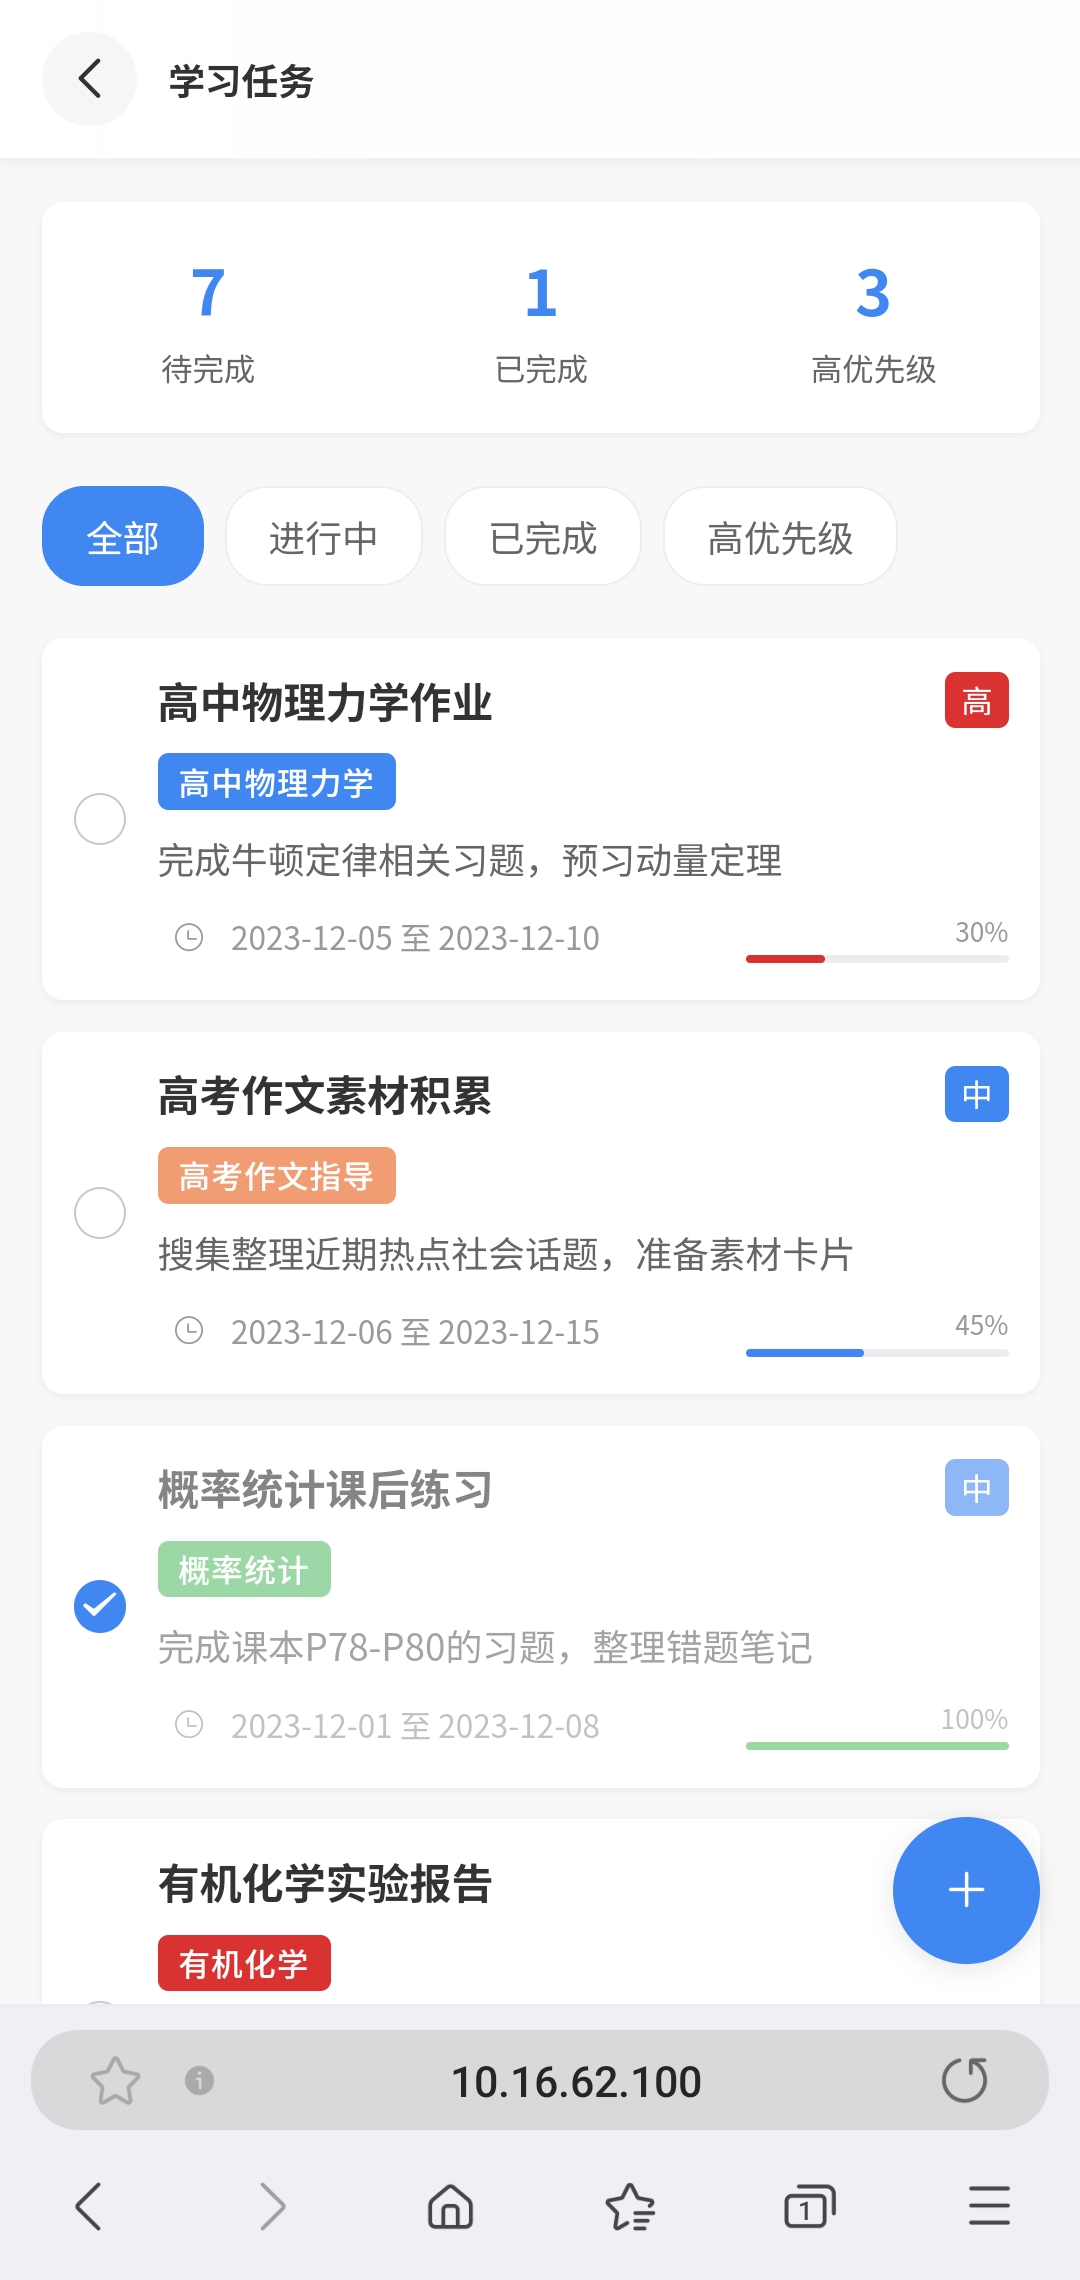 学习任务
7
1
3
待完成
已完成
高优先级
全部
进行中
已完成
高优先级
高中物理力学作业
高
高中物理力学
完成牛顿定律相关习题，预习动量定理
2023-12-05 至 2023-12-10
30%
高考作文素材积累
中
高考作文指导
搜集整理近期热点社会话题，准备素材卡片
2023-12-06 至 2023-12-15
45%
概率统计课后练习
中
概率统计
完成课本P78-P80的习题，整理错题笔记
2023-12-01 至 2023-12-08
100%
有机化学实验报告
有机化学
10.16.62.100
1